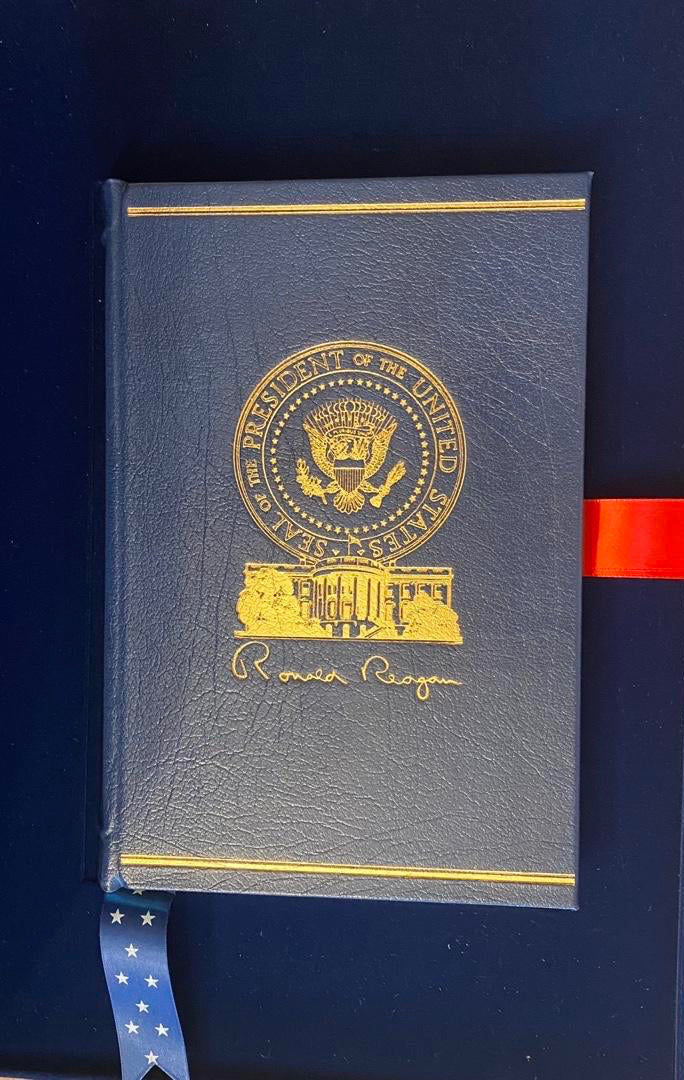 SEAL OF THE PRESIDENT OF THE UNITED STATES
Ronald Reagan